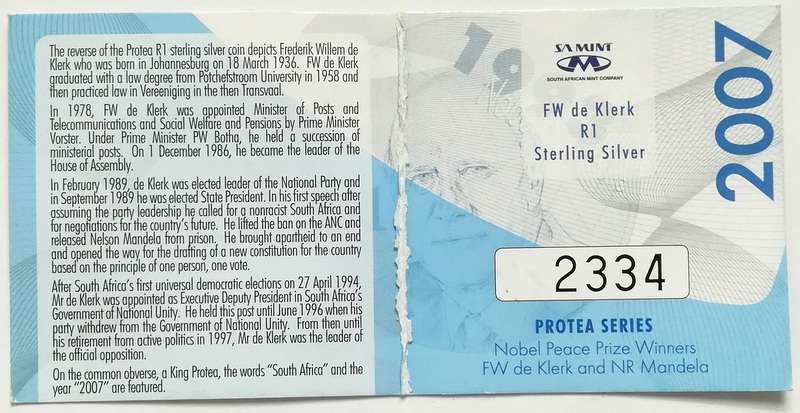 The reverse of the Protea R1 sterling silver coin depicts Frederik Willem de
Klerk who was born in Johannesburg on 18 March 1936. FW de Klerk
graduated with a law degree from Potchefstroom University in 1958 and
then practiced law in Vereeniging in the then Transvaal.
In 1978, FW de Klerk was appointed Minister of Posts and
Telecommunications and Social Welfare and Pensions by Prime Minister
Vorster. Under Prime Minister PW Botha, he held a succession of
ministerial posts. On 1 December 1986, he became the leader of the
House of Assembly.
In February 1989, de Klerk was elected leader of the National Party and
in September 1989 he was elected State President. In his first speech after
assuming the party leadership he called for a nonracist South Africa and
for negotiations for the country's future. He lifted the ban on the ANC and
released Nelson Mandela from prison. He brought apartheid to an end
and opened the way for the drafting of a new constitution for the country
based on the principle of one person, one vote.
After South Africa's first universal democratic elections on 27 April 1994,
Mr de Klerk was appointed as Executive Deputy President in South Africa's
Government of National Unity. He held this post until June 1996 when his
party withdrew from the Government of National Unity. From then until
his retirement from active politics in 1997, Mr de Klerk was the leader of
the official opposition.
On the common obverse, a King Protea, the words "South Africa" and the
year "2007" are featured.
SA MINT
SOUTH AFRICAN MINT COMPANY
FW de Klerk
R1
Sterling Silver
2007
2334
PROTEA SERIES
Nobel Peace Prize Winners
FW de Klerk and NR Mandela